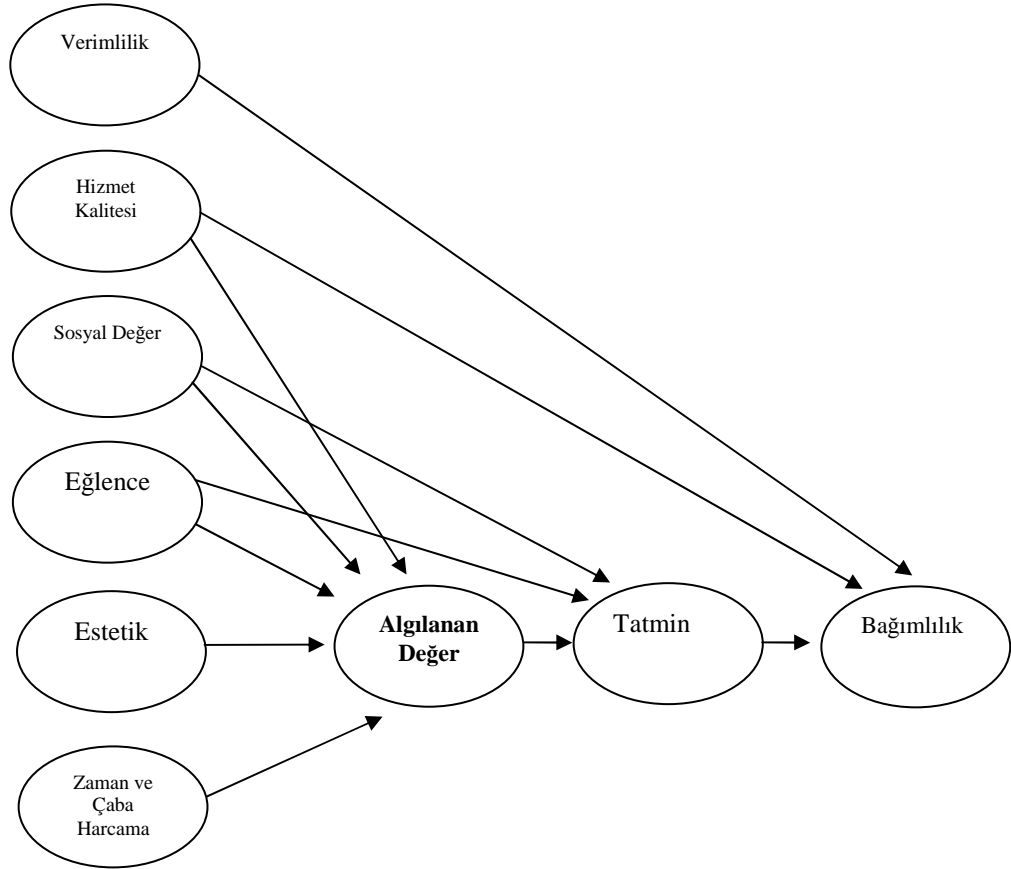 Verimlilik
Hizmet
Kalitesi
Sosyal Değer
Eğlence
Estetik
Algılanan
Değer
Tatmin
Bağımlılık
Zaman ve
Çaba
Harcama